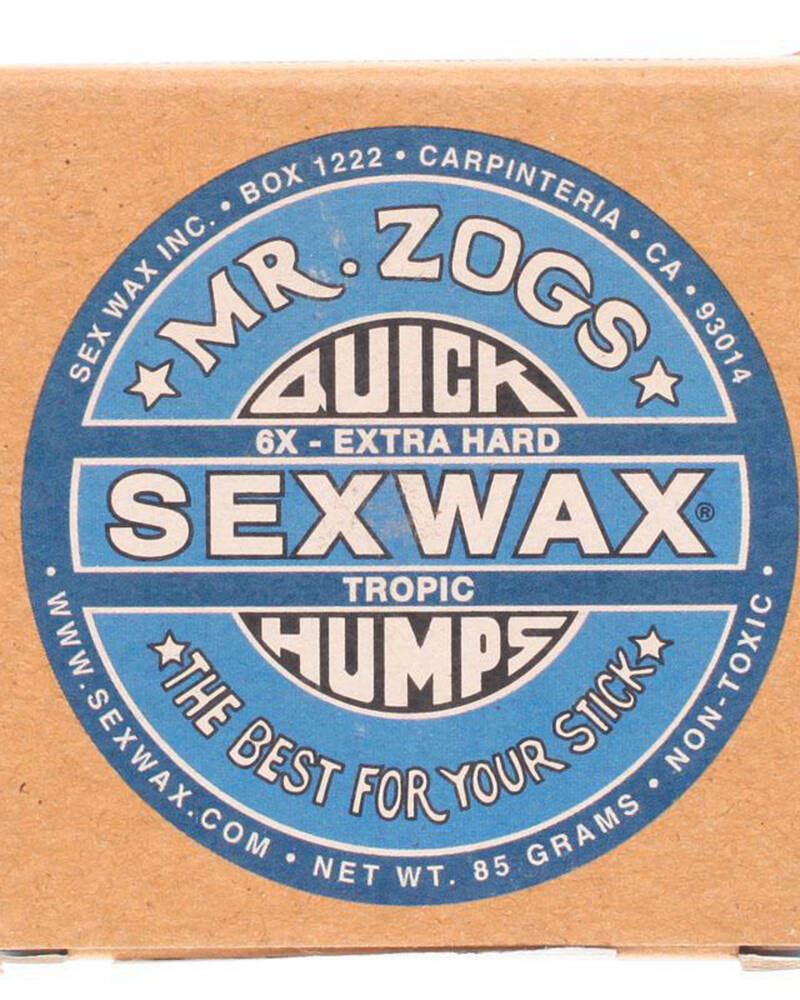 SEX WAX INC. • BOX 1222 • CARPINTERIA • CA • 93014
MR. ZOGS
QUICK
6X - EXTRA HARD
SEXWAX®
TROPIC
HUMPS
THE BEST FOR YOUR STICK
• WWW.SEXWAX.COM • NET WT. 85 GRAMS • NON-TOXIC •